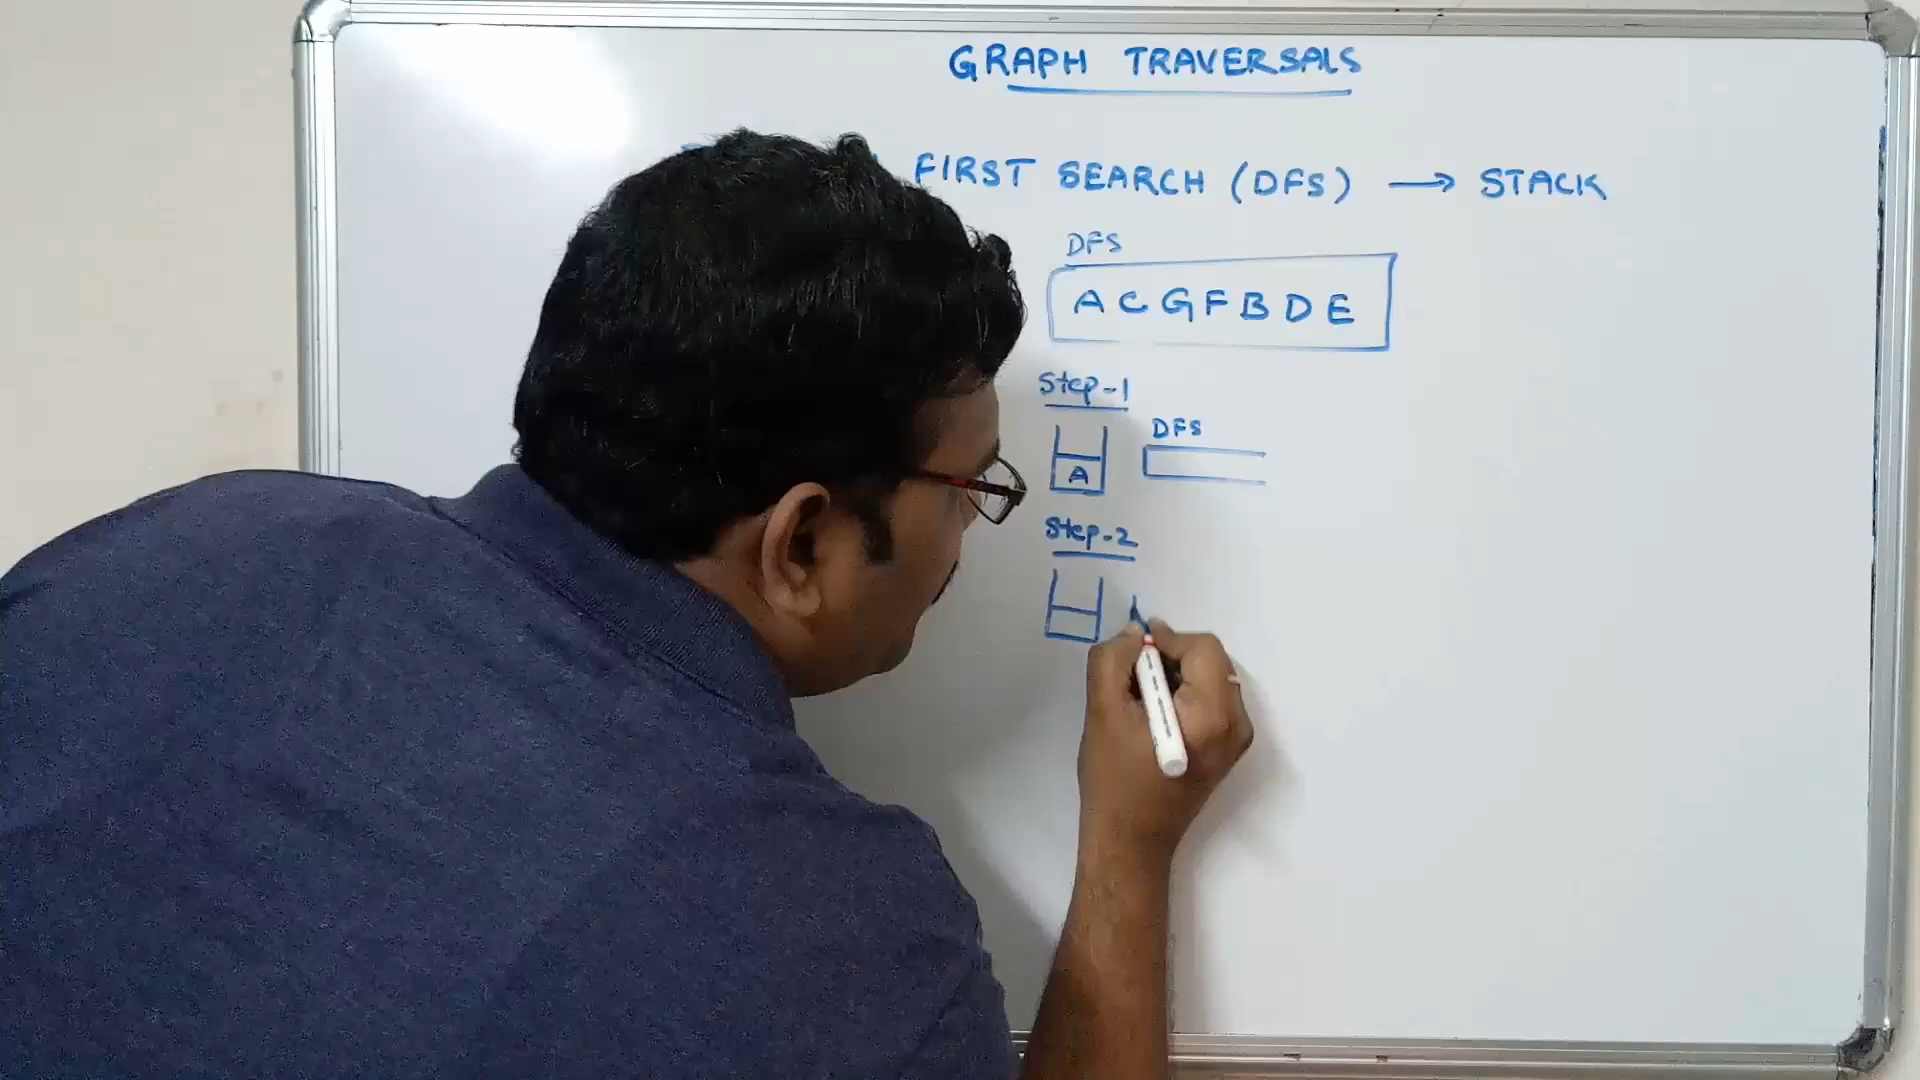 GRAPH TRAVERSALS
FIRST SEARCH (DFS) → STACK
DFS
A C G F B D E
Step-1
DFS
A
Step-2